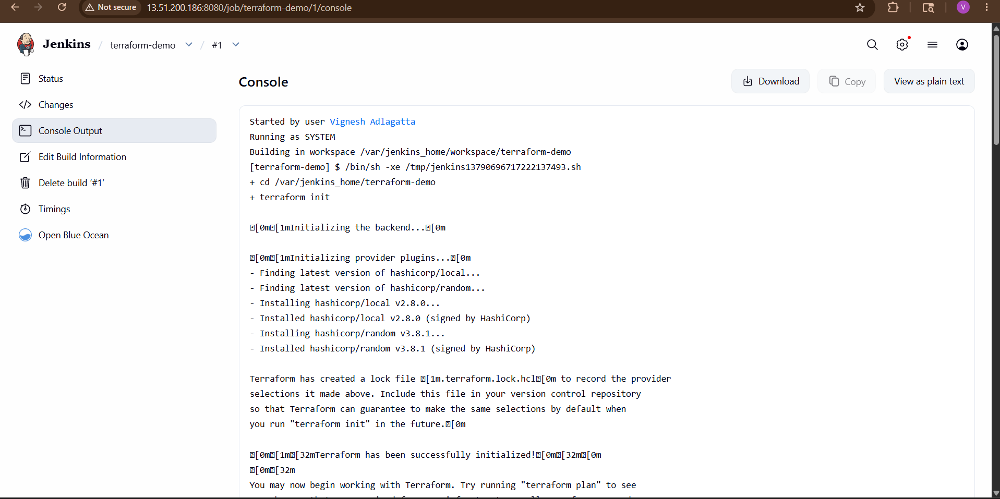 Not secure 13.51.200.186:8080/job/terraform-demo/1/console
V
Jenkins / terraform-demo / #1
Status
Changes
Console Output
Edit Build Information
Delete build ‘#1’
Timings
Open Blue Ocean
Console
Download
Copy
View as plain text
Started by user Vignesh Adlagatta
Running as SYSTEM
Building in workspace /var/jenkins_home/workspace/terraform-demo
[terraform-demo] $ /bin/sh -xe /tmp/jenkins13790696717222137493.sh
+ cd /var/jenkins_home/terraform-demo
+ terraform init
[0m[1mInitializing the backend...[0m
[0m[1mInitializing provider plugins...[0m
- Finding latest version of hashicorp/local...
- Finding latest version of hashicorp/random...
- Installing hashicorp/local v2.8.0...
- Installed hashicorp/local v2.8.0 (signed by HashiCorp)
- Installing hashicorp/random v3.8.1...
- Installed hashicorp/random v3.8.1 (signed by HashiCorp)
Terraform has created a lock file [1m.terraform.lock.hcl[0m to record the provider
selections it made above. Include this file in your version control repository
so that Terraform can guarantee to make the same selections by default when
you run "terraform init" in the future.[0m
[0m[1m[32mTerraform has been successfully initialized![0m[32m[0m
[0m[32m
You may now begin working with Terraform. Try running "terraform plan" to see